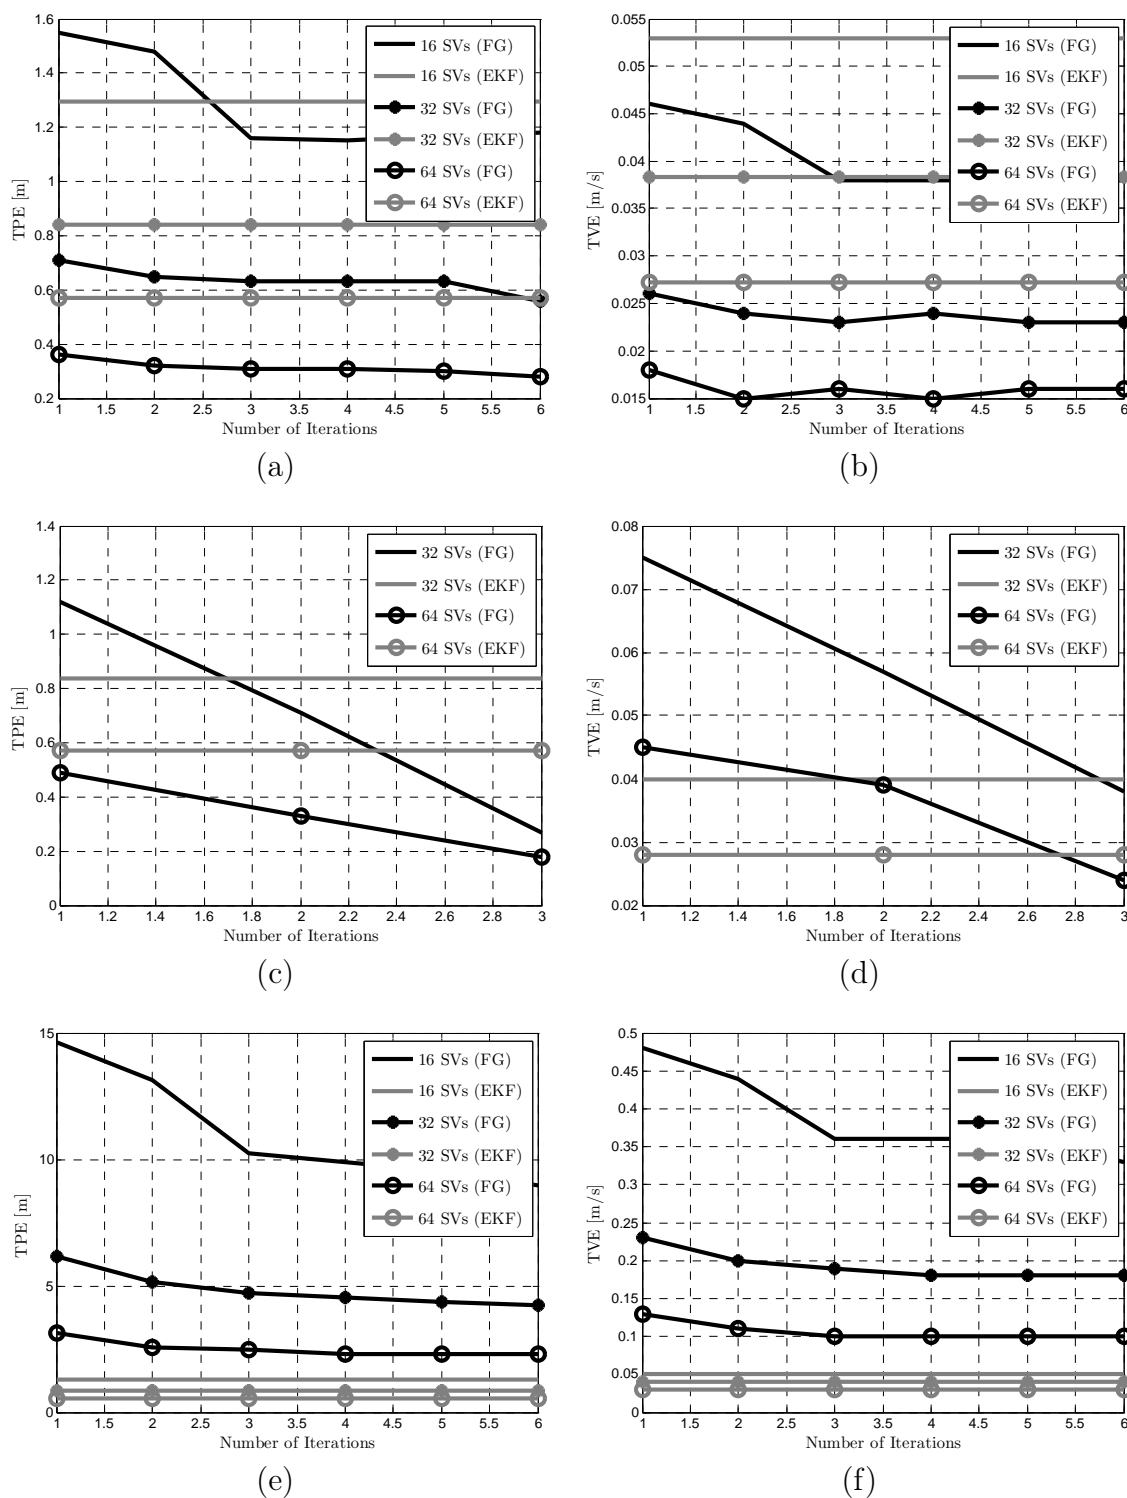 1.6
1.4
1.2
1
0.8
0.6
0.4
0.2
TPE [m]
1 1.5 2 2.5 3 3.5 4 4.5 5 5.5 6
Number of Iterations
16 SVs (FG)
16 SVs (EKF)
32 SVs (FG)
32 SVs (EKF)
64 SVs (FG)
64 SVs (EKF)
(a)
0.055
0.05
0.045
0.04
0.035
0.03
0.025
0.02
0.015
TVE [m/s]
1 1.5 2 2.5 3 3.5 4 4.5 5 5.5 6
Number of Iterations
16 SVs (FG)
16 SVs (EKF)
32 SVs (FG)
32 SVs (EKF)
64 SVs (FG)
64 SVs (EKF)
(b)
1.4
1.2
1
0.8
0.6
0.4
0.2
0
TPE [m]
1 1.2 1.4 1.6 1.8 2 2.2 2.4 2.6 2.8 3
Number of Iterations
32 SVs (FG)
32 SVs (EKF)
64 SVs (FG)
64 SVs (EKF)
(c)
0.08
0.07
0.06
0.05
0.04
0.03
0.02
TVE [m/s]
1 1.2 1.4 1.6 1.8 2 2.2 2.4 2.6 2.8 3
Number of Iterations
32 SVs (FG)
32 SVs (EKF)
64 SVs (FG)
64 SVs (EKF)
(d)
15
10
5
0
TPE [m]
1 1.5 2 2.5 3 3.5 4 4.5 5 5.5 6
Number of Iterations
16 SVs (FG)
16 SVs (EKF)
32 SVs (FG)
32 SVs (EKF)
64 SVs (FG)
64 SVs (EKF)
(e)
0.5
0.45
0.4
0.35
0.3
0.25
0.2
0.15
0.1
0.05
0
TVE [m/s]
1 1.5 2 2.5 3 3.5 4 4.5 5 5.5 6
Number of Iterations
16 SVs (FG)
16 SVs (EKF)
32 SVs (FG)
32 SVs (EKF)
64 SVs (FG)
64 SVs (EKF)
(f)